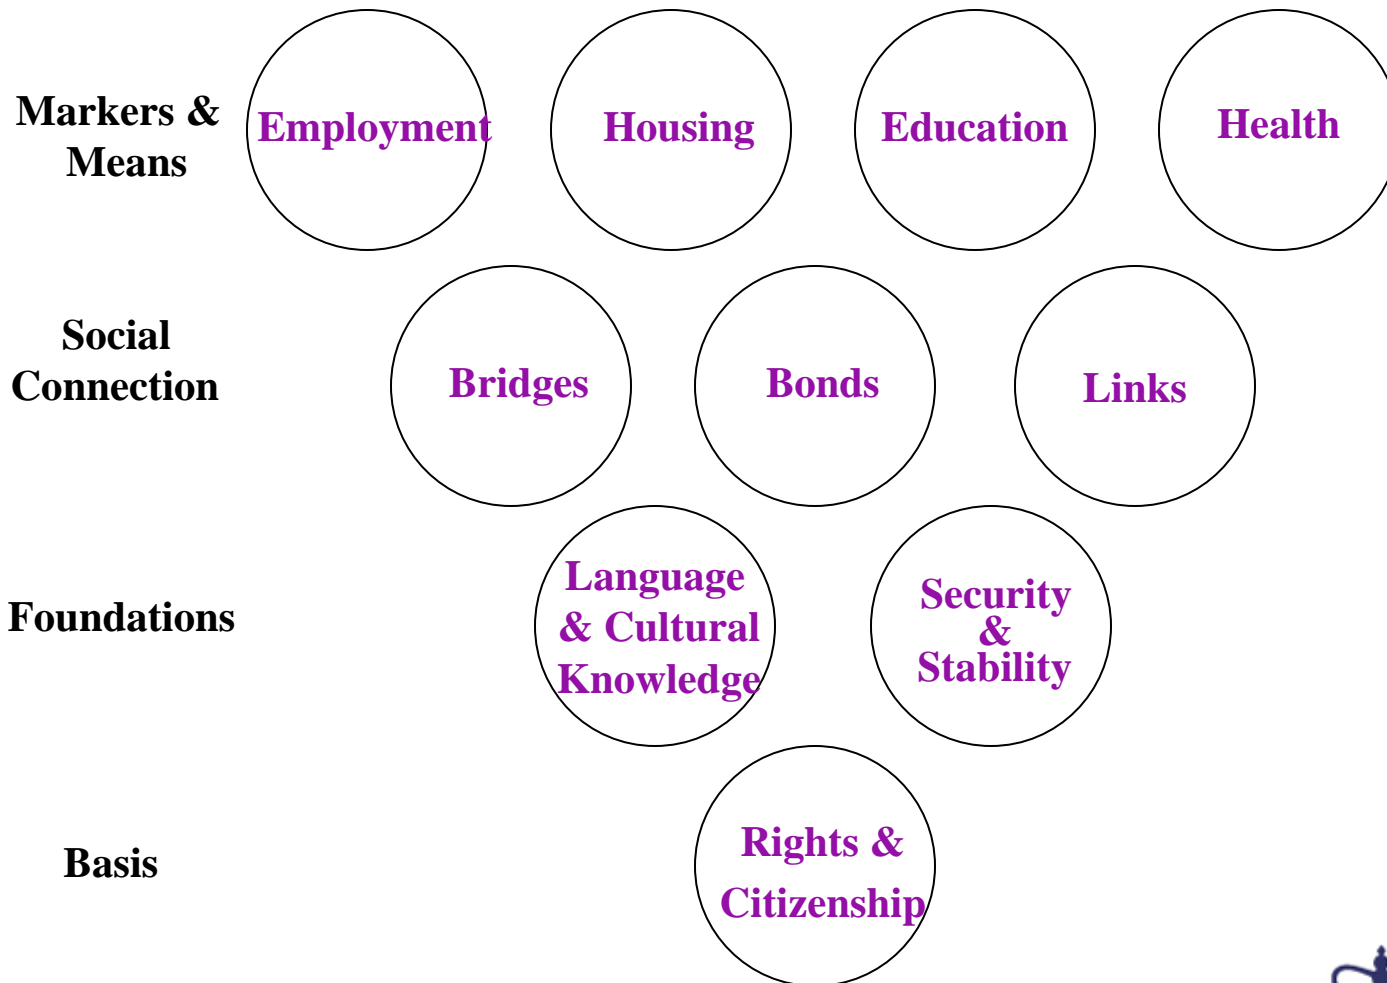 Markers &
Means
Employment
Housing
Education
Health
Social
Connection
Bridges
Bonds
Links
Foundations
Language
& Cultural
Knowledge
Security
&
Stability
Basis
Rights &
Citizenship